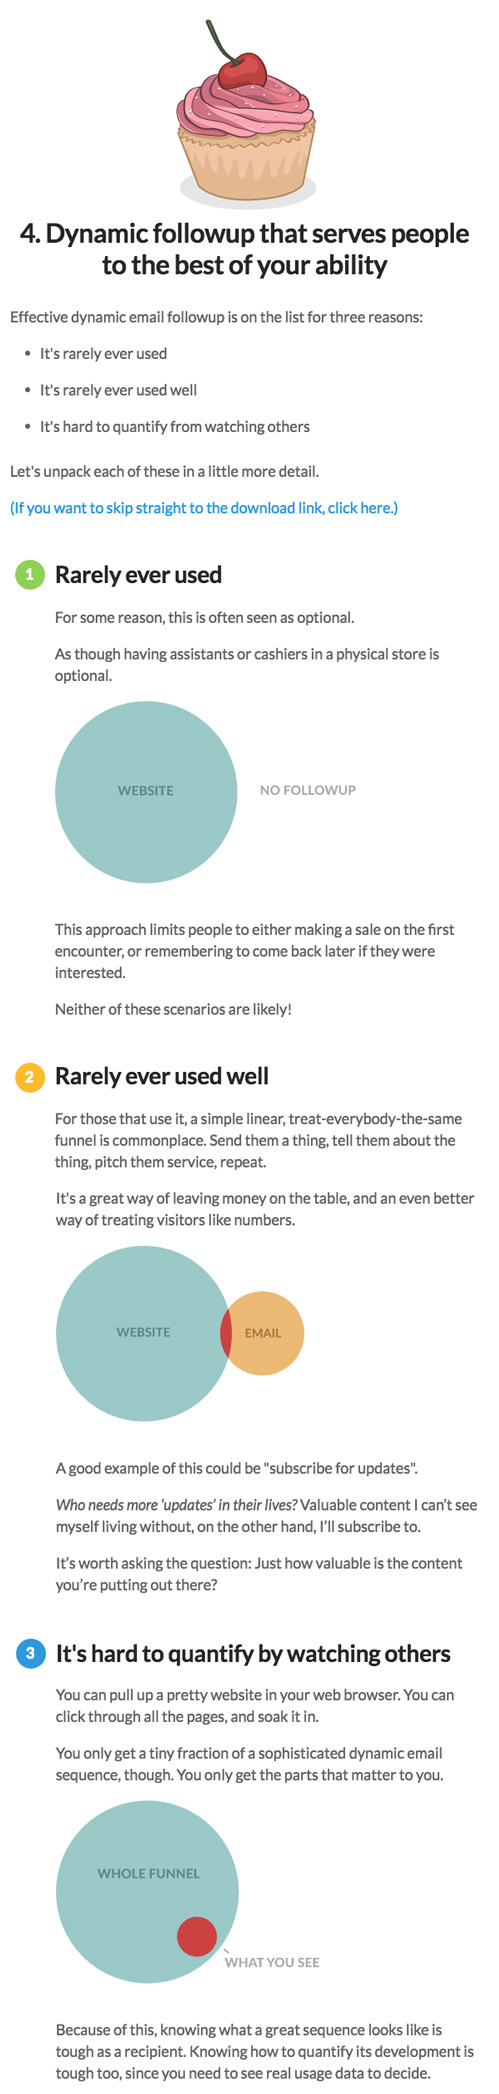 4. Dynamic followup that serves people
to the best of your ability
Effective dynamic email followup is on the list for three reasons:
• It's rarely ever used
• It's rarely ever used well
• It's hard to quantify from watching others
Let's unpack each of these in a little more detail.
(If you want to skip straight to the download link, click here.)
1 Rarely ever used
For some reason, this is often seen as optional.
As though having assistants or cashiers in a physical store is
optional.
WEBSITE NO FOLLOWUP
This approach limits people to either making a sale on the first
encounter, or remembering to come back later if they were
interested.
Neither of these scenarios are likely!
2 Rarely ever used well
For those that use it, a simple linear, treat-everybody-the-same
funnel is commonplace. Send them a thing, tell them about the
thing, pitch them service, repeat.
It's a great way of leaving money on the table, and an even better
way of treating visitors like numbers.
WEBSITE EMAIL
A good example of this could be "subscribe for updates".
Who needs more ‘updates’ in their lives? Valuable content I can’t see
myself living without, on the other hand, I’ll subscribe to.
It’s worth asking the question: Just how valuable is the content
you’re putting out there?
3 It's hard to quantify by watching others
You can pull up a pretty website in your web browser. You can
click through all the pages, and soak it in.
You only get a tiny fraction of a sophisticated dynamic email
sequence, though. You only get the parts that matter to you.
WHOLE FUNNEL
WHAT YOU SEE
Because of this, knowing what a great sequence looks like is
tough as a recipient. Knowing how to quantify its development is
tough too, since you need to see real usage data to decide.